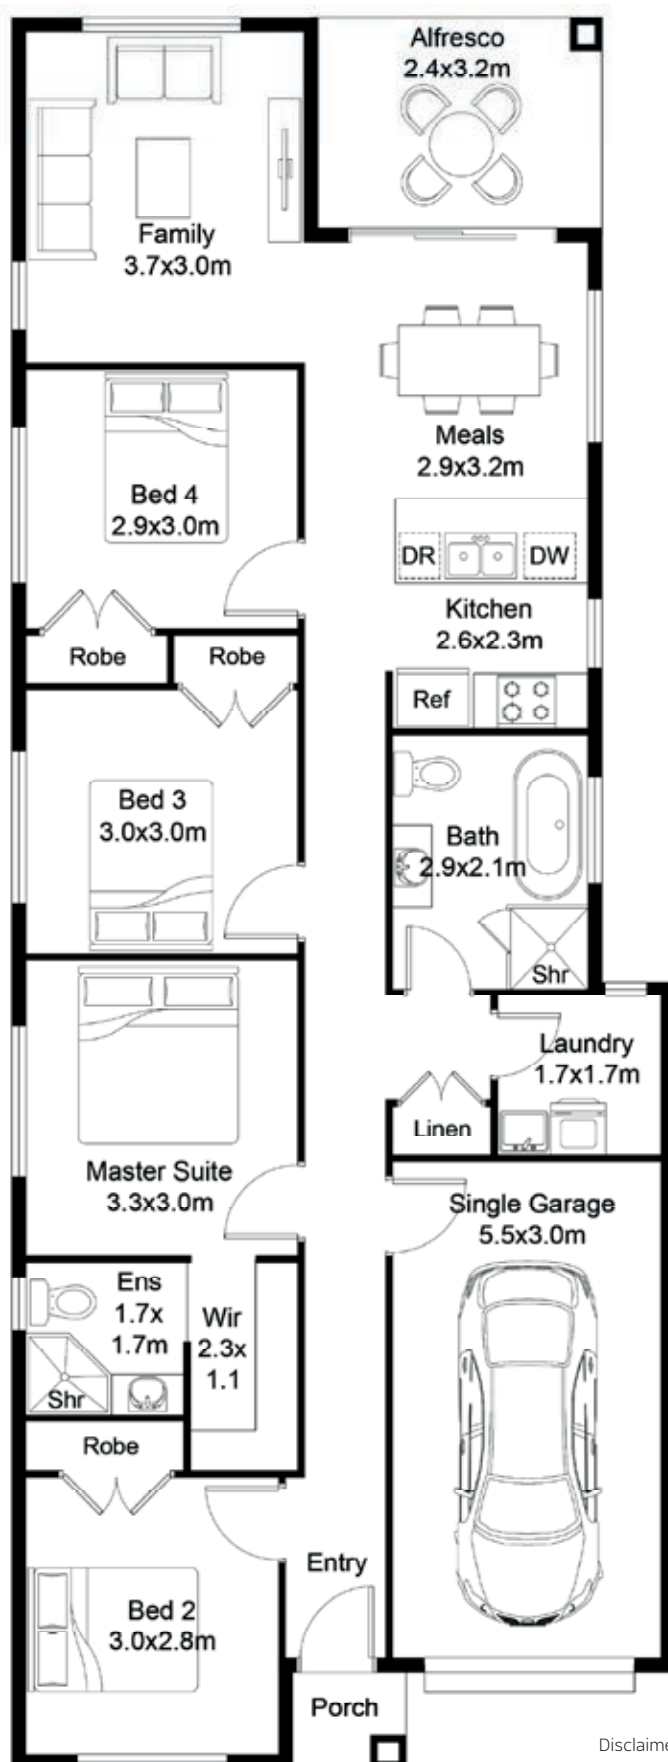 Alfresco
2.4x3.2m
Family
3.7x3.0m
Meals
2.9x3.2m
Bed 4
2.9x3.0m
DR
DW
Kitchen
2.6x2.3m
Robe
Robe
Ref
Bed 3
3.0x3.0m
Bath
2.9x2.1m
Shr
Laundry
1.7x1.7m
Linen
Master Suite
3.3x3.0m
Single Garage
5.5x3.0m
Ens
1.7x
1.7m
Wir
2.3x
1.1
Shr
Robe
Entry
Bed 2
3.0x2.8m
Porch
Disclaime